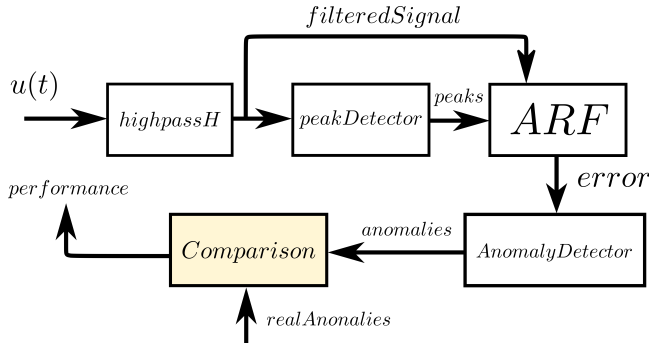 filteredSignal
u(t)
highpassH
peakDetector
peaks
ARF
error
performance
Comparison
anomalies
AnomalyDetector
realAnonalies